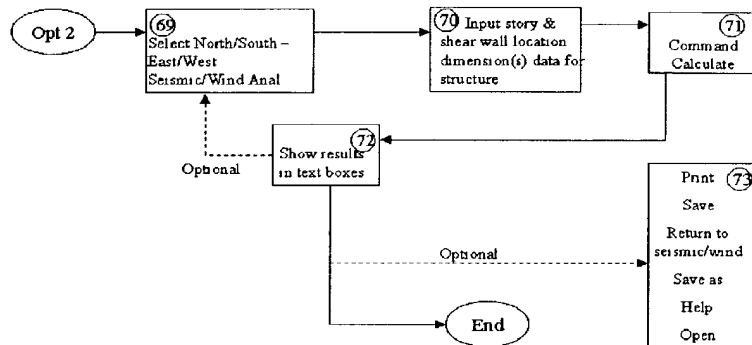 Opt 2
69
Select North/South –
East/West
Seismic/Wind Anal
70 Input story &
shear wall location
dimension(s) data for
structure
71
Command
Calculate
72
Show results
in text boxes
Optional
Optional
End
Print 73
Save
Return to
seismic/wind
Save as
Help
Open